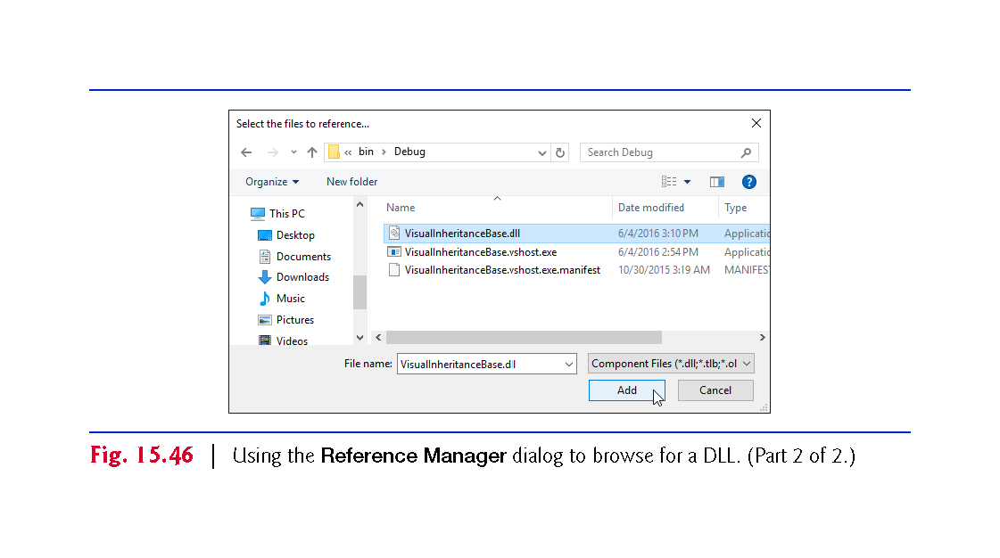 Select the files to reference...
« bin > Debug
Search Debug
Organize
New folder
?
Name
Date modified
Type
This PC
Desktop
Documents
Downloads
Music
Pictures
Videos
VisualInheritanceBase.dll 6/4/2016 3:10 PM Applicatio
VisualInheritanceBase.vshost.exe 6/4/2016 2:54 PM Applicatio
VisualInheritanceBase.vshost.exe.manifest 10/30/2015 3:19 AM MANIFEST
File name: VisualInheritanceBase.dll
Component Files (*.dll;*.tlb;*.ol
Add
Cancel
Fig. 15.46 | Using the Reference Manager dialog to browse for a DLL. (Part 2 of 2.)